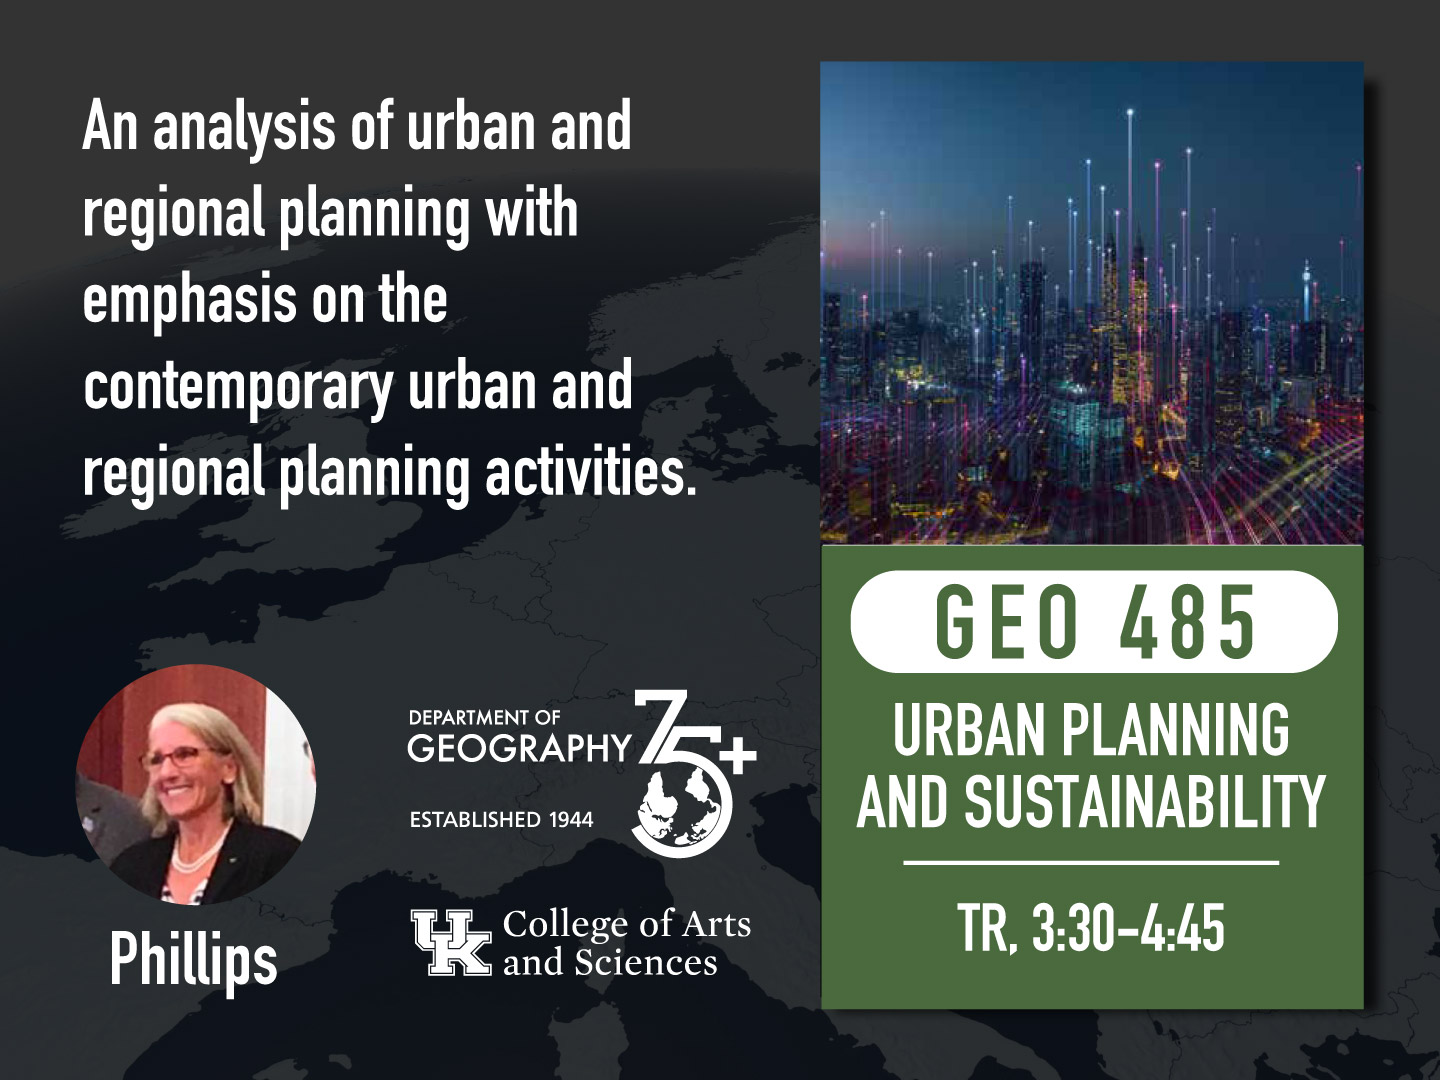 An analysis of urban and
regional planning with
emphasis on the
contemporary urban and
regional planning activities.
Phillips
DEPARTMENT OF
GEOGRAPHY
75+
ESTABLISHED 1944
UK
College of Arts
and Sciences
GEO 485
URBAN PLANNING
AND SUSTAINABILITY
TR, 3:30–4:45